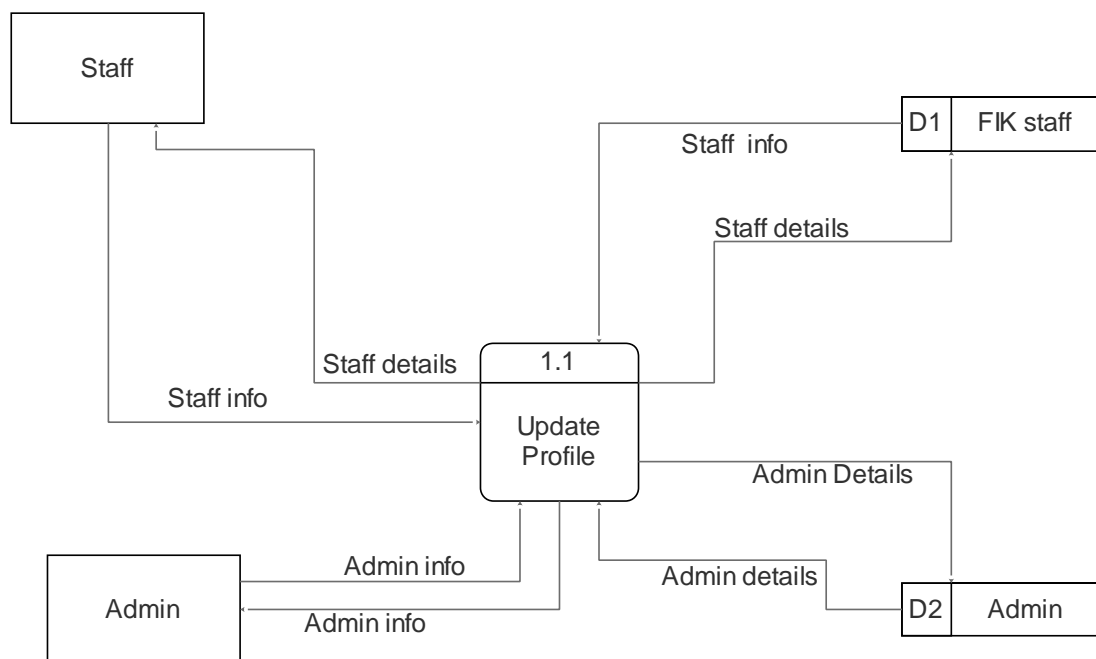 Staff
D1
FIK staff
Staff info
Staff details
Staff details
1.1
Staff info
Update
Profile
Admin Details
Admin info
Admin details
Admin
Admin info
D2
Admin